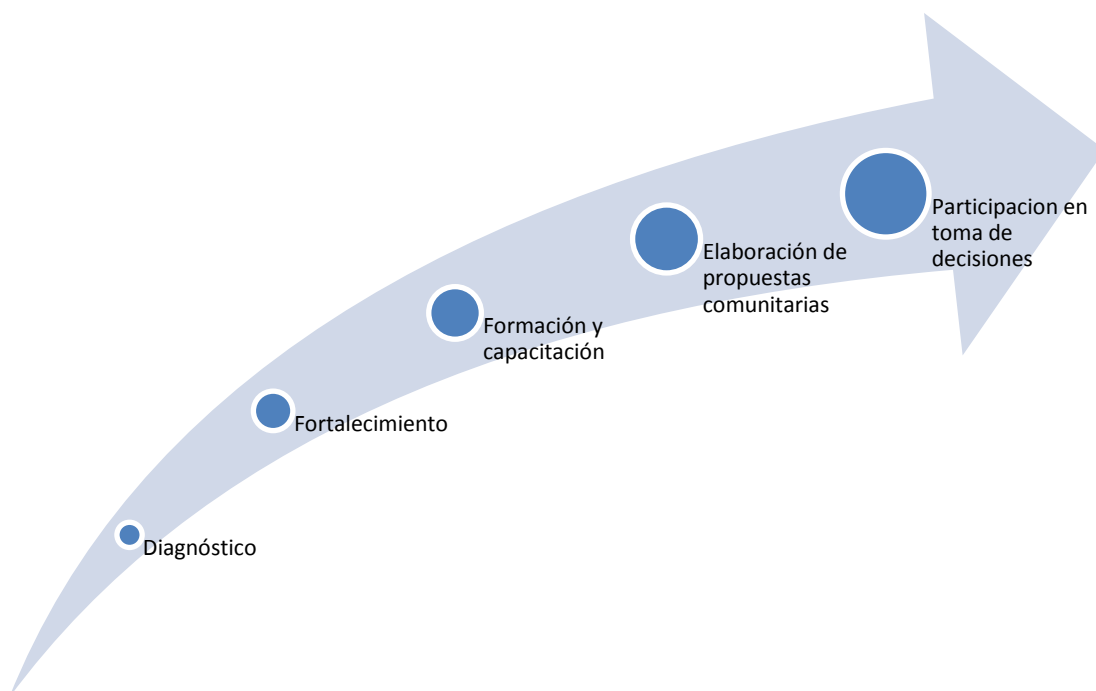 Diagnóstico
Fortalecimiento
Formación y
capacitación
Elaboración de
propuestas
comunitarias
Participacion en
toma de
decisiones